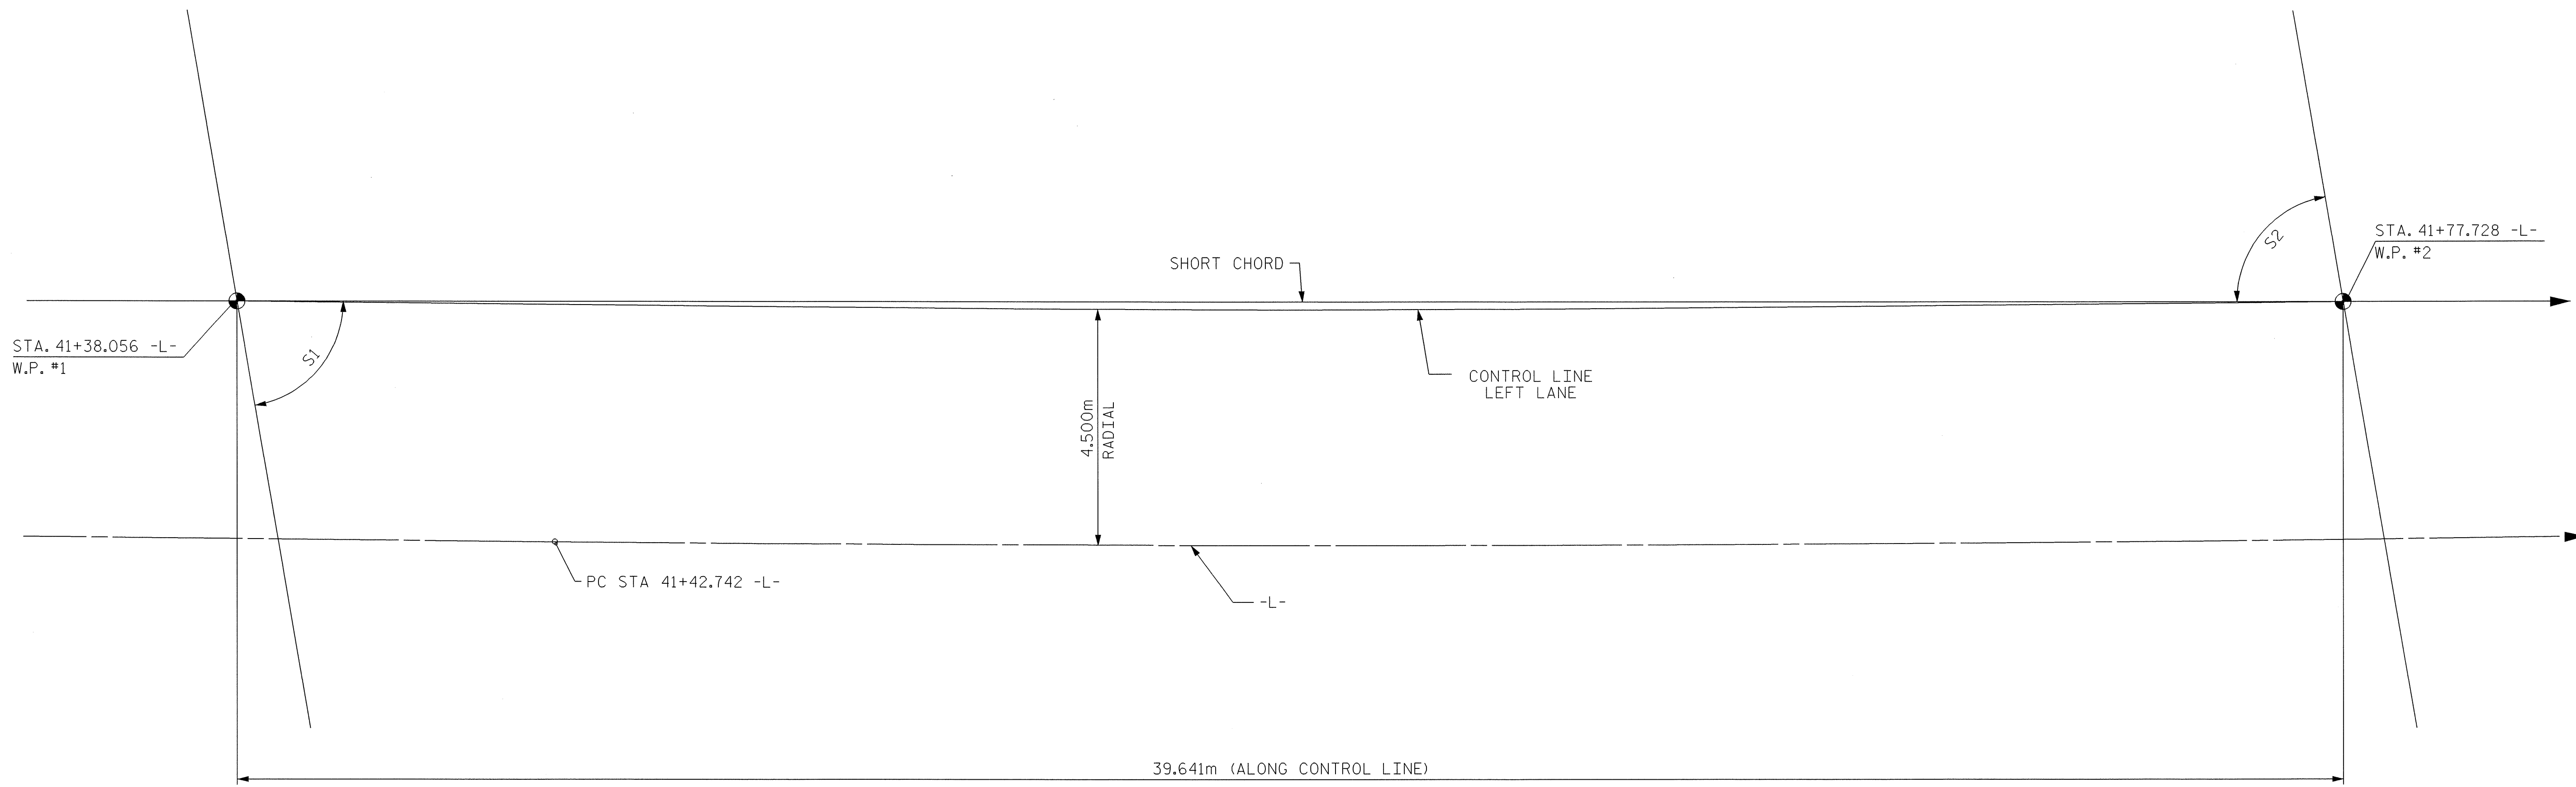 STA. 41+77.728 -L-
W.P. #2
S2
SHORT CHORD
STA. 41+38.056 -L-
W.P. #1
S1
CONTROL LINE
LEFT LANE
4.500m
RADIAL
PC STA 41+42.742 -L-
-L-
39.641m (ALONG CONTROL LINE)